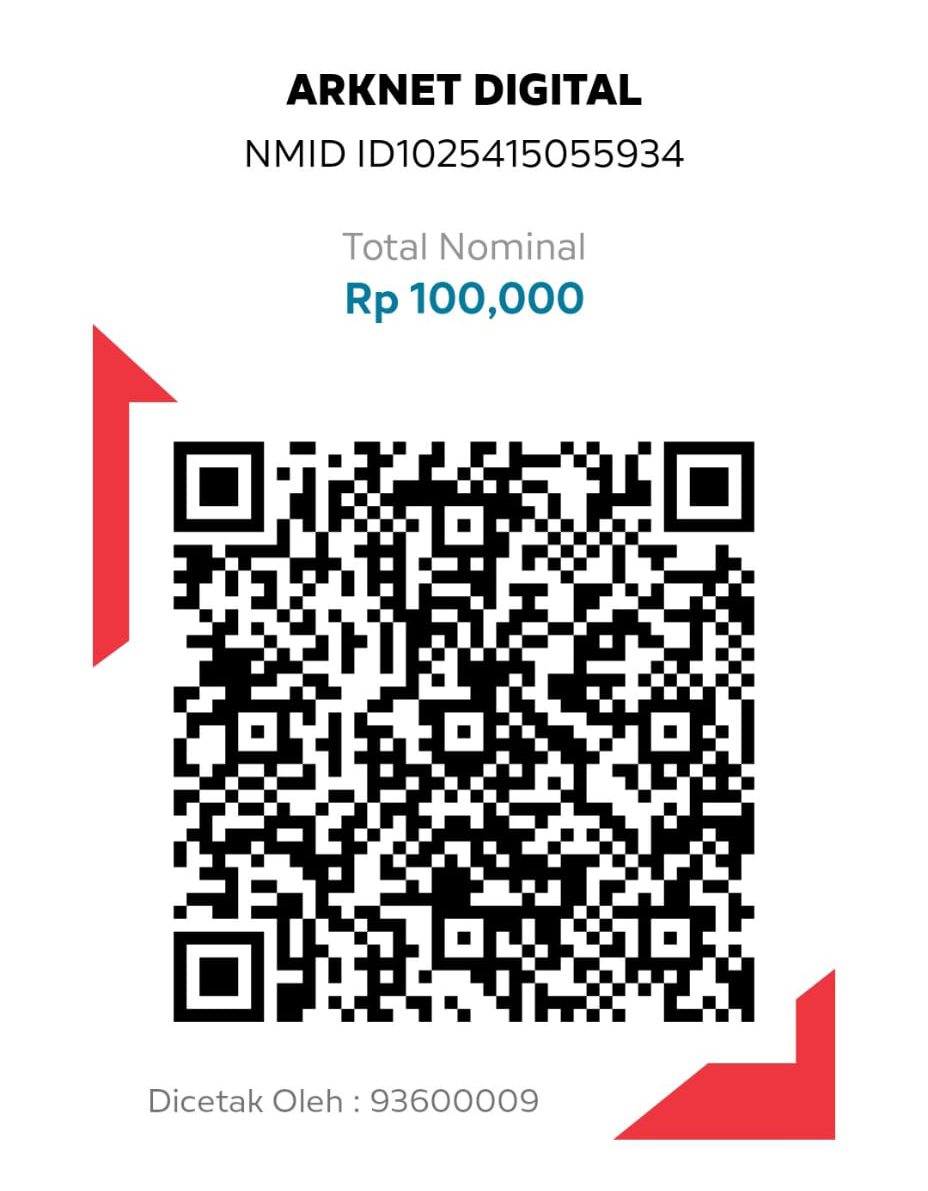 ARKNET DIGITAL
NMID ID1025415055934
Total Nominal
Rp 100,000
Dicetak Oleh : 93600009